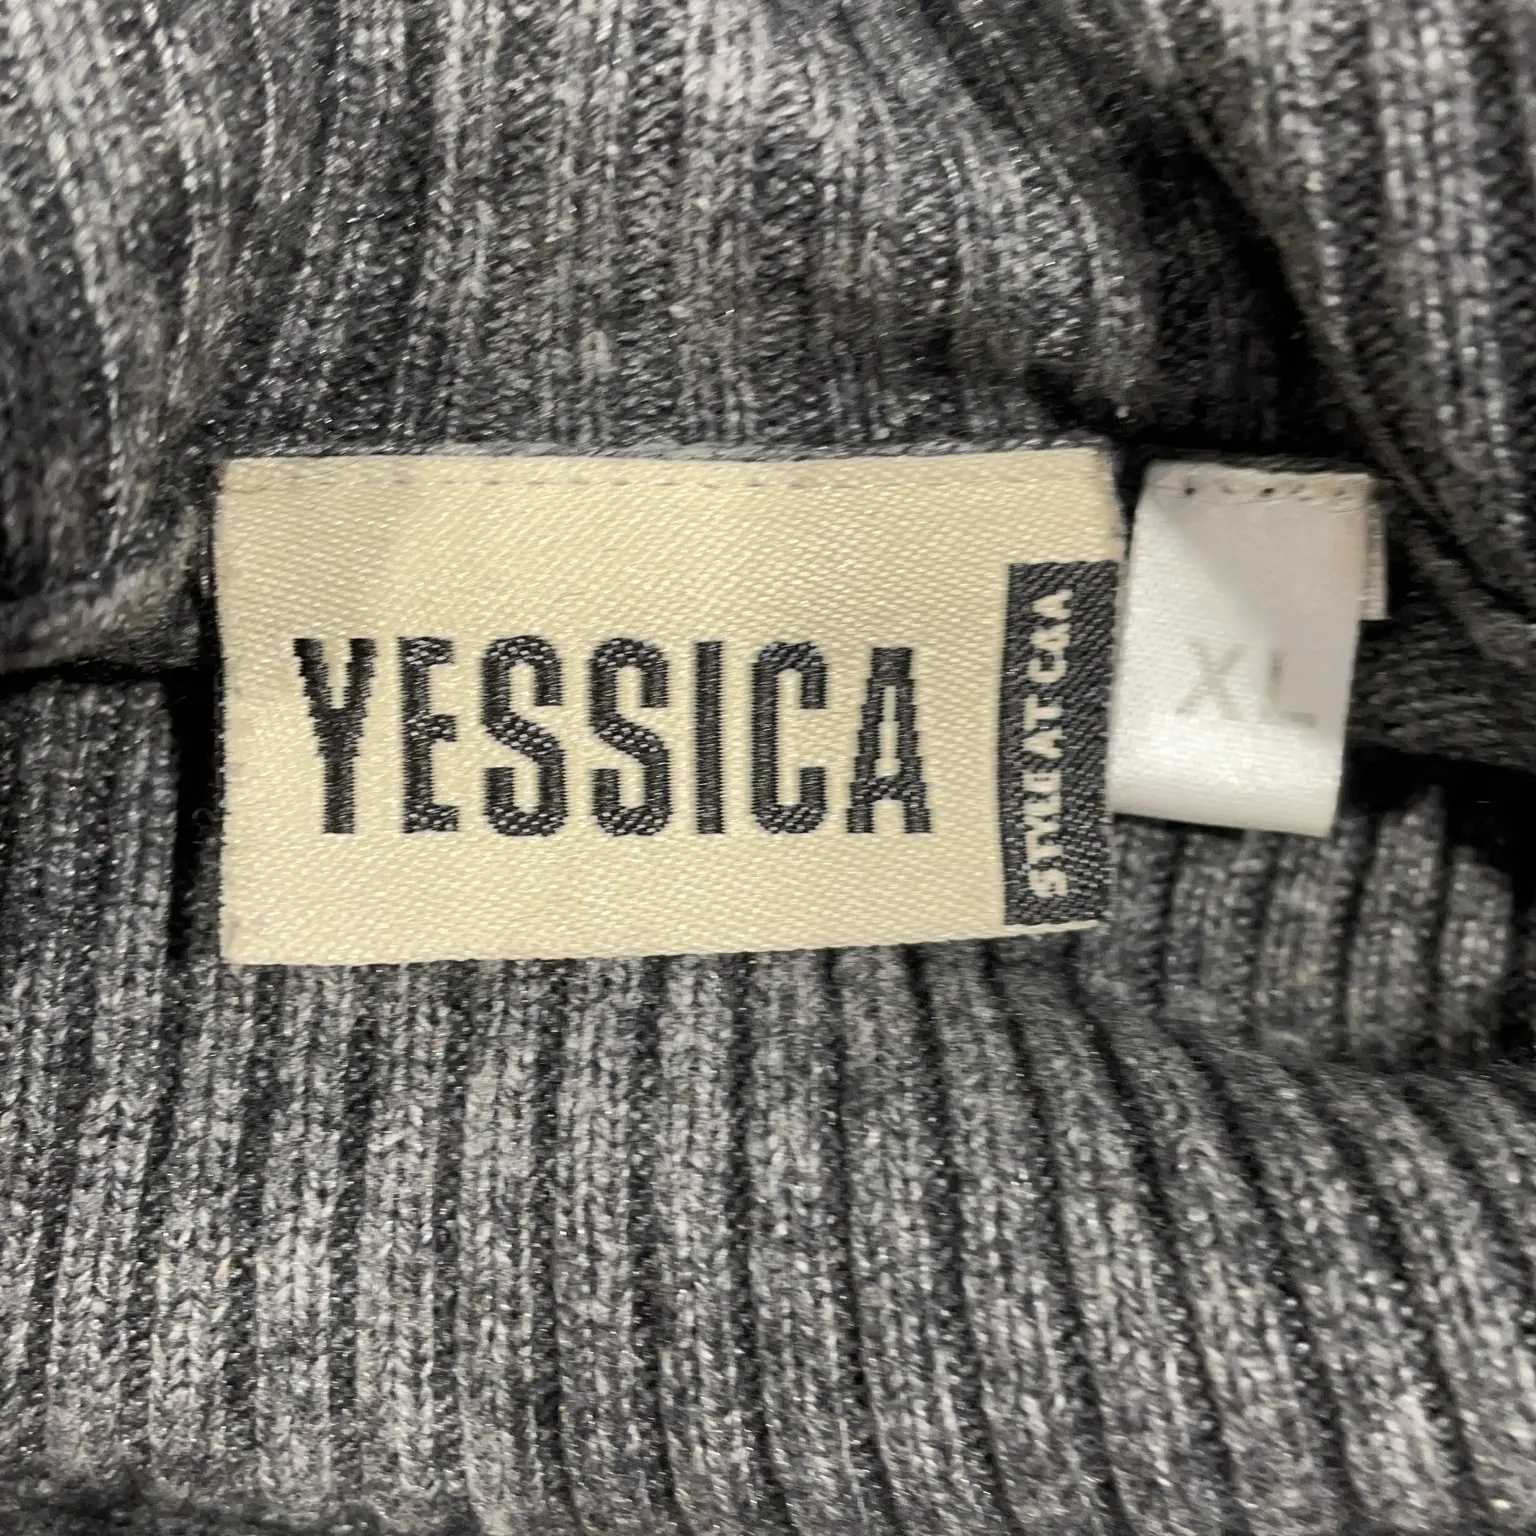 YESSICA
STYLE AT C&A
XL